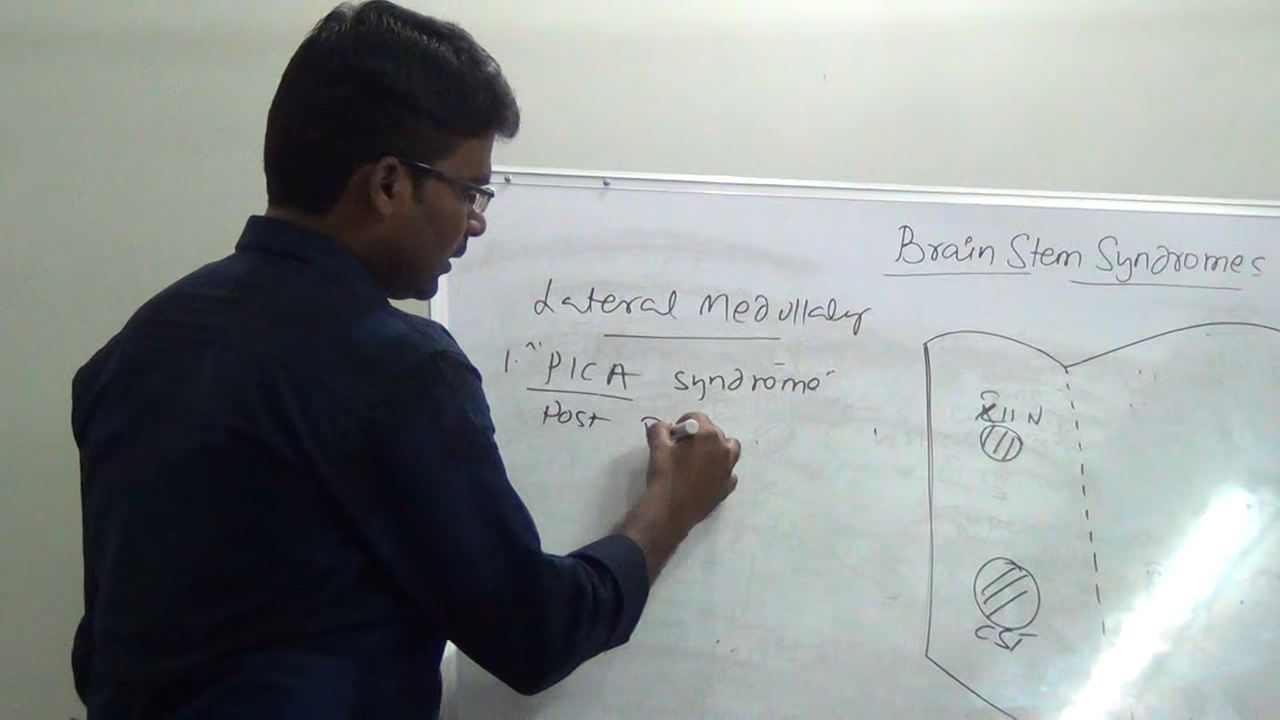 Brain Stem Syndromes
Lateral Medullary
1. "PICA syndrome
Post
XII N
CST